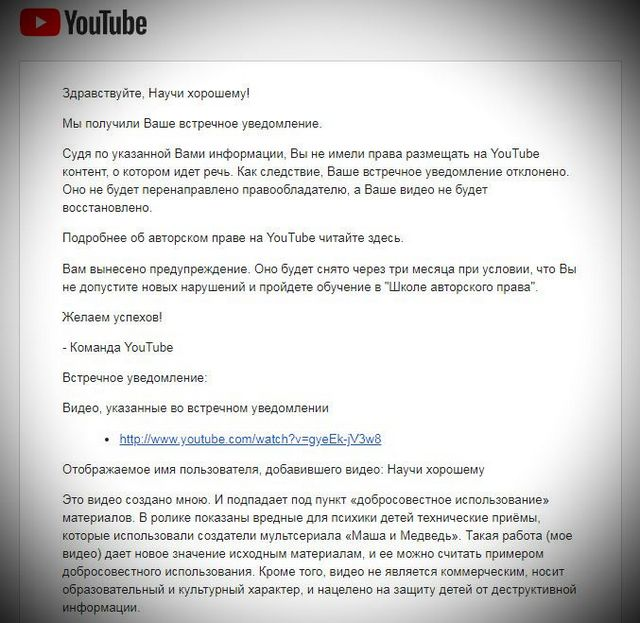 YouTube
Здравствуйте, Научи хорошему!
Мы получили Ваше встречное уведомление.
Судя по указанной Вами информации, Вы не имели права размещать на YouTube
контент, о котором идет речь. Как следствие, Ваше встречное уведомление отклонено.
Оно не будет перенаправлено правообладателю, а Ваше видео не будет
восстановлено.
Подробнее об авторском праве на YouTube читайте здесь.
Вам вынесено предупреждение. Оно будет снято через три месяца при условии, что Вы
не допустите новых нарушений и пройдете обучение в "Школе авторского права".
Желаем успехов!
- Команда YouTube
Встречное уведомление:
Видео, указанные во встречном уведомлении
• http://www.youtube.com/watch?v=gyeEk-jV3w8
Отображаемое имя пользователя, добавившего видео: Научи хорошему
Это видео создано мною. И подпадает под пункт «добросовестное использование»
материалов. В ролике показаны вредные для психики детей технические приёмы,
которые использовали создатели мультсериала «Маша и Медведь». Такая работа (мое
видео) дает новое значение исходным материалам, и ее можно считать примером
добросовестного использования. Кроме того, видео не является коммерческим, носит
образовательный и культурный характер, и нацелено на защиту детей от деструктивной
информации.